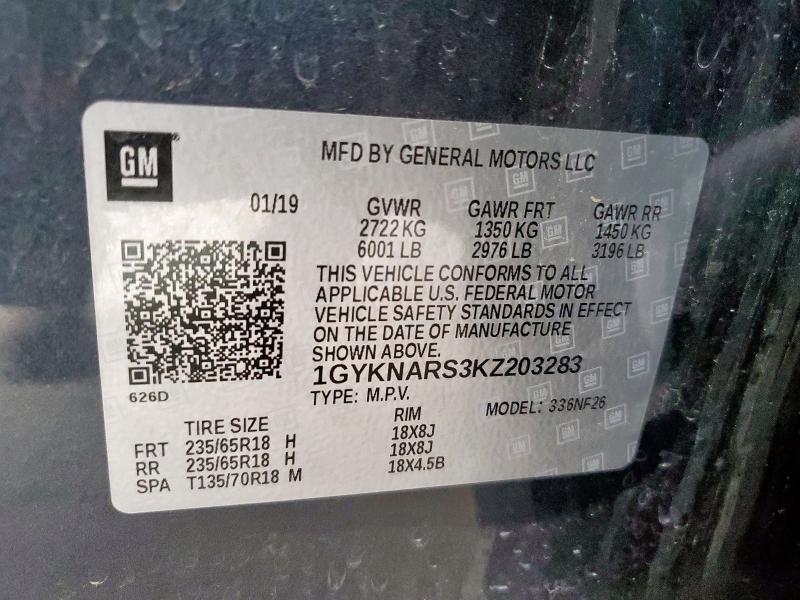 GM
MFD BY GENERAL MOTORS LLC
01/19 GVWR GAWR FRT GAWR RR
2722 KG 1350 KG 1450 KG
6001 LB 2976 LB 3196 LB
THIS VEHICLE CONFORMS TO ALL
APPLICABLE U.S. FEDERAL MOTOR
VEHICLE SAFETY STANDARDS IN EFFECT
ON THE DATE OF MANUFACTURE
SHOWN ABOVE.
1GYKNARS3KZ203283
626D
TYPE: M.P.V. MODEL: 336NF26
TIRE SIZE RIM
FRT 235/65R18 H 18X8J
RR 235/65R18 H 18X8J
SPA T135/70R18 M 18X4.5B